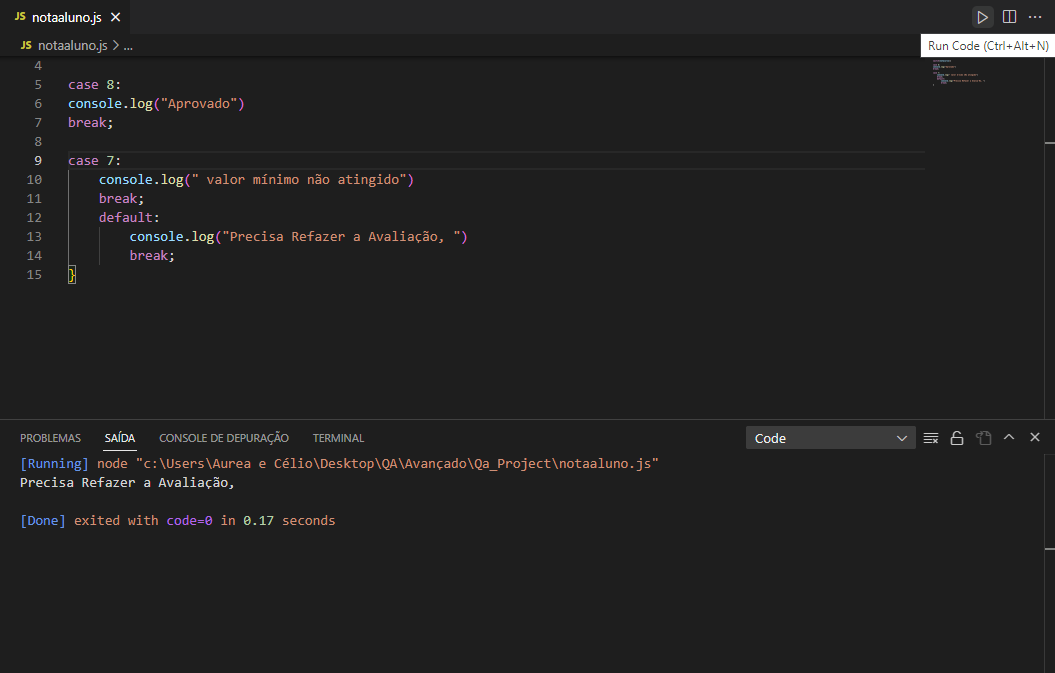 JS notaaluno.js
JS notaaluno.js > ...
Run Code (Ctrl+Alt+N)
4
5 case 8:
6 console.log("Aprovado")
7 break;
8
9 case 7:
10 console.log(" valor mínimo não atingido")
11 break;
12 default:
13 console.log("Precisa Refazer a Avaliação, ")
14 break;
15 }
PROBLEMAS SAÍDA CONSOLE DE DEPURAÇÃO TERMINAL Code
[Running] node "c:\Users\Aurea e Célio\Desktop\QA\Avançado\Qa_Project\notaaluno.js"
Precisa Refazer a Avaliação,
[Done] exited with code=0 in 0.17 seconds